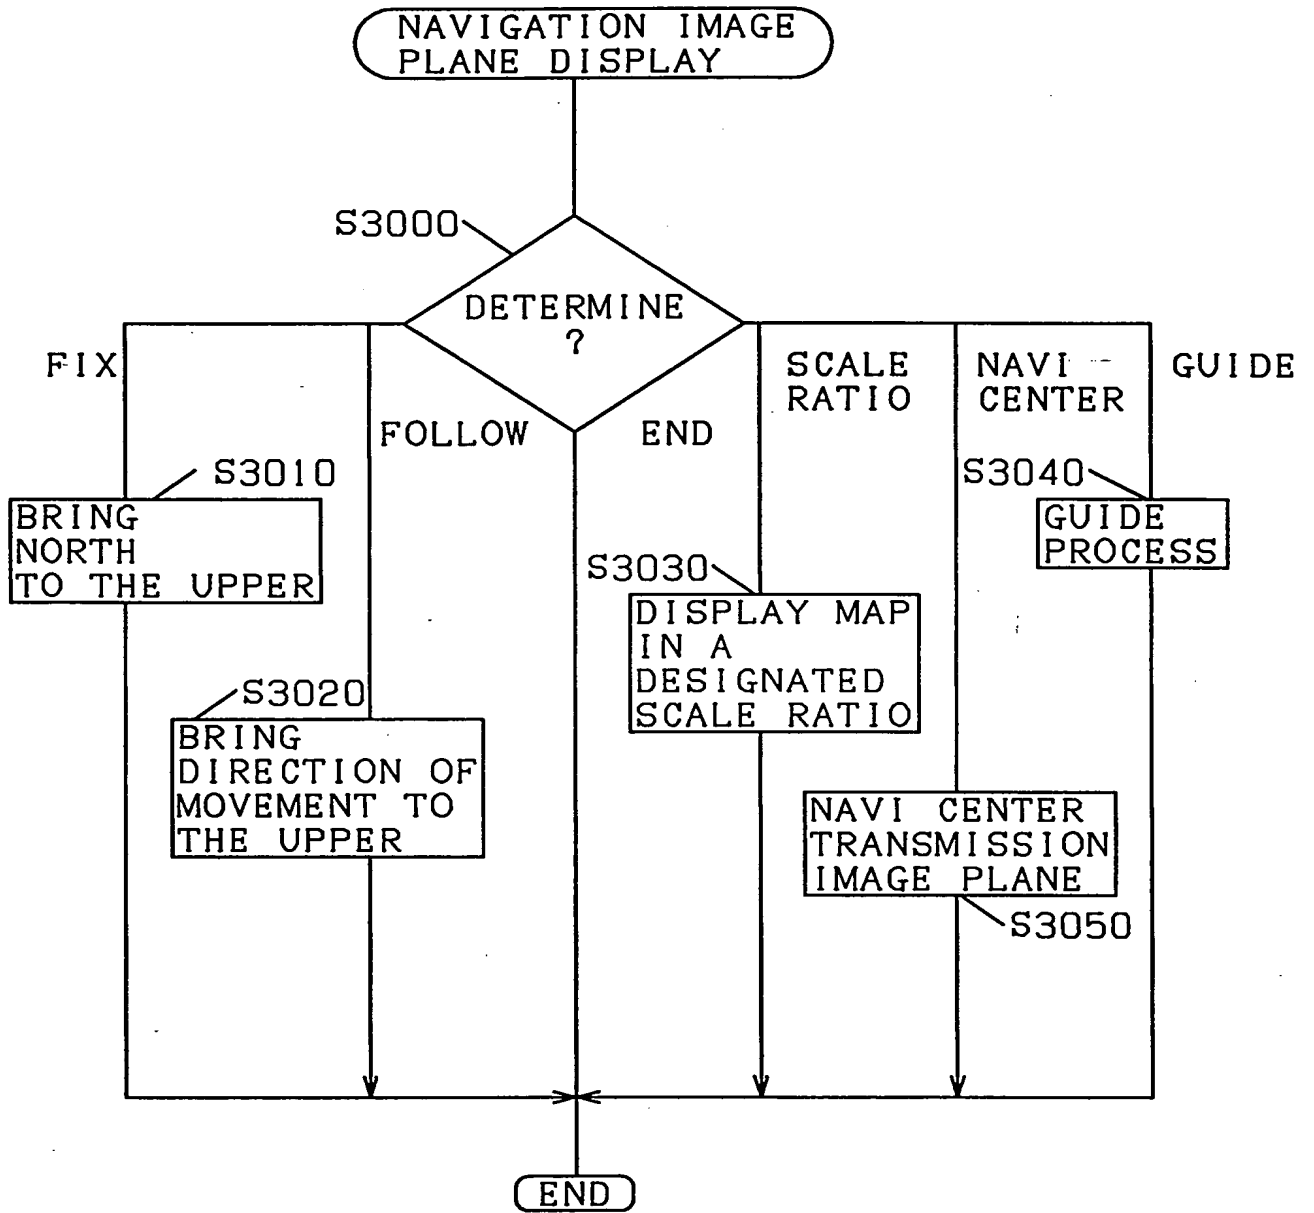 NAVIGATION IMAGE
PLANE DISPLAY
S3000
DETERMINE
?
FIX
FOLLOW
END
SCALE
RATIO
NAVI
CENTER
GUIDE
S3010
BRING
NORTH
TO THE UPPER
S3020
BRING
DIRECTION OF
MOVEMENT TO
THE UPPER
S3030
DISPLAY MAP
IN A
DESIGNATED
SCALE RATIO
S3040
GUIDE
PROCESS
NAVI CENTER
TRANSMISSION
IMAGE PLANE
S3050
END